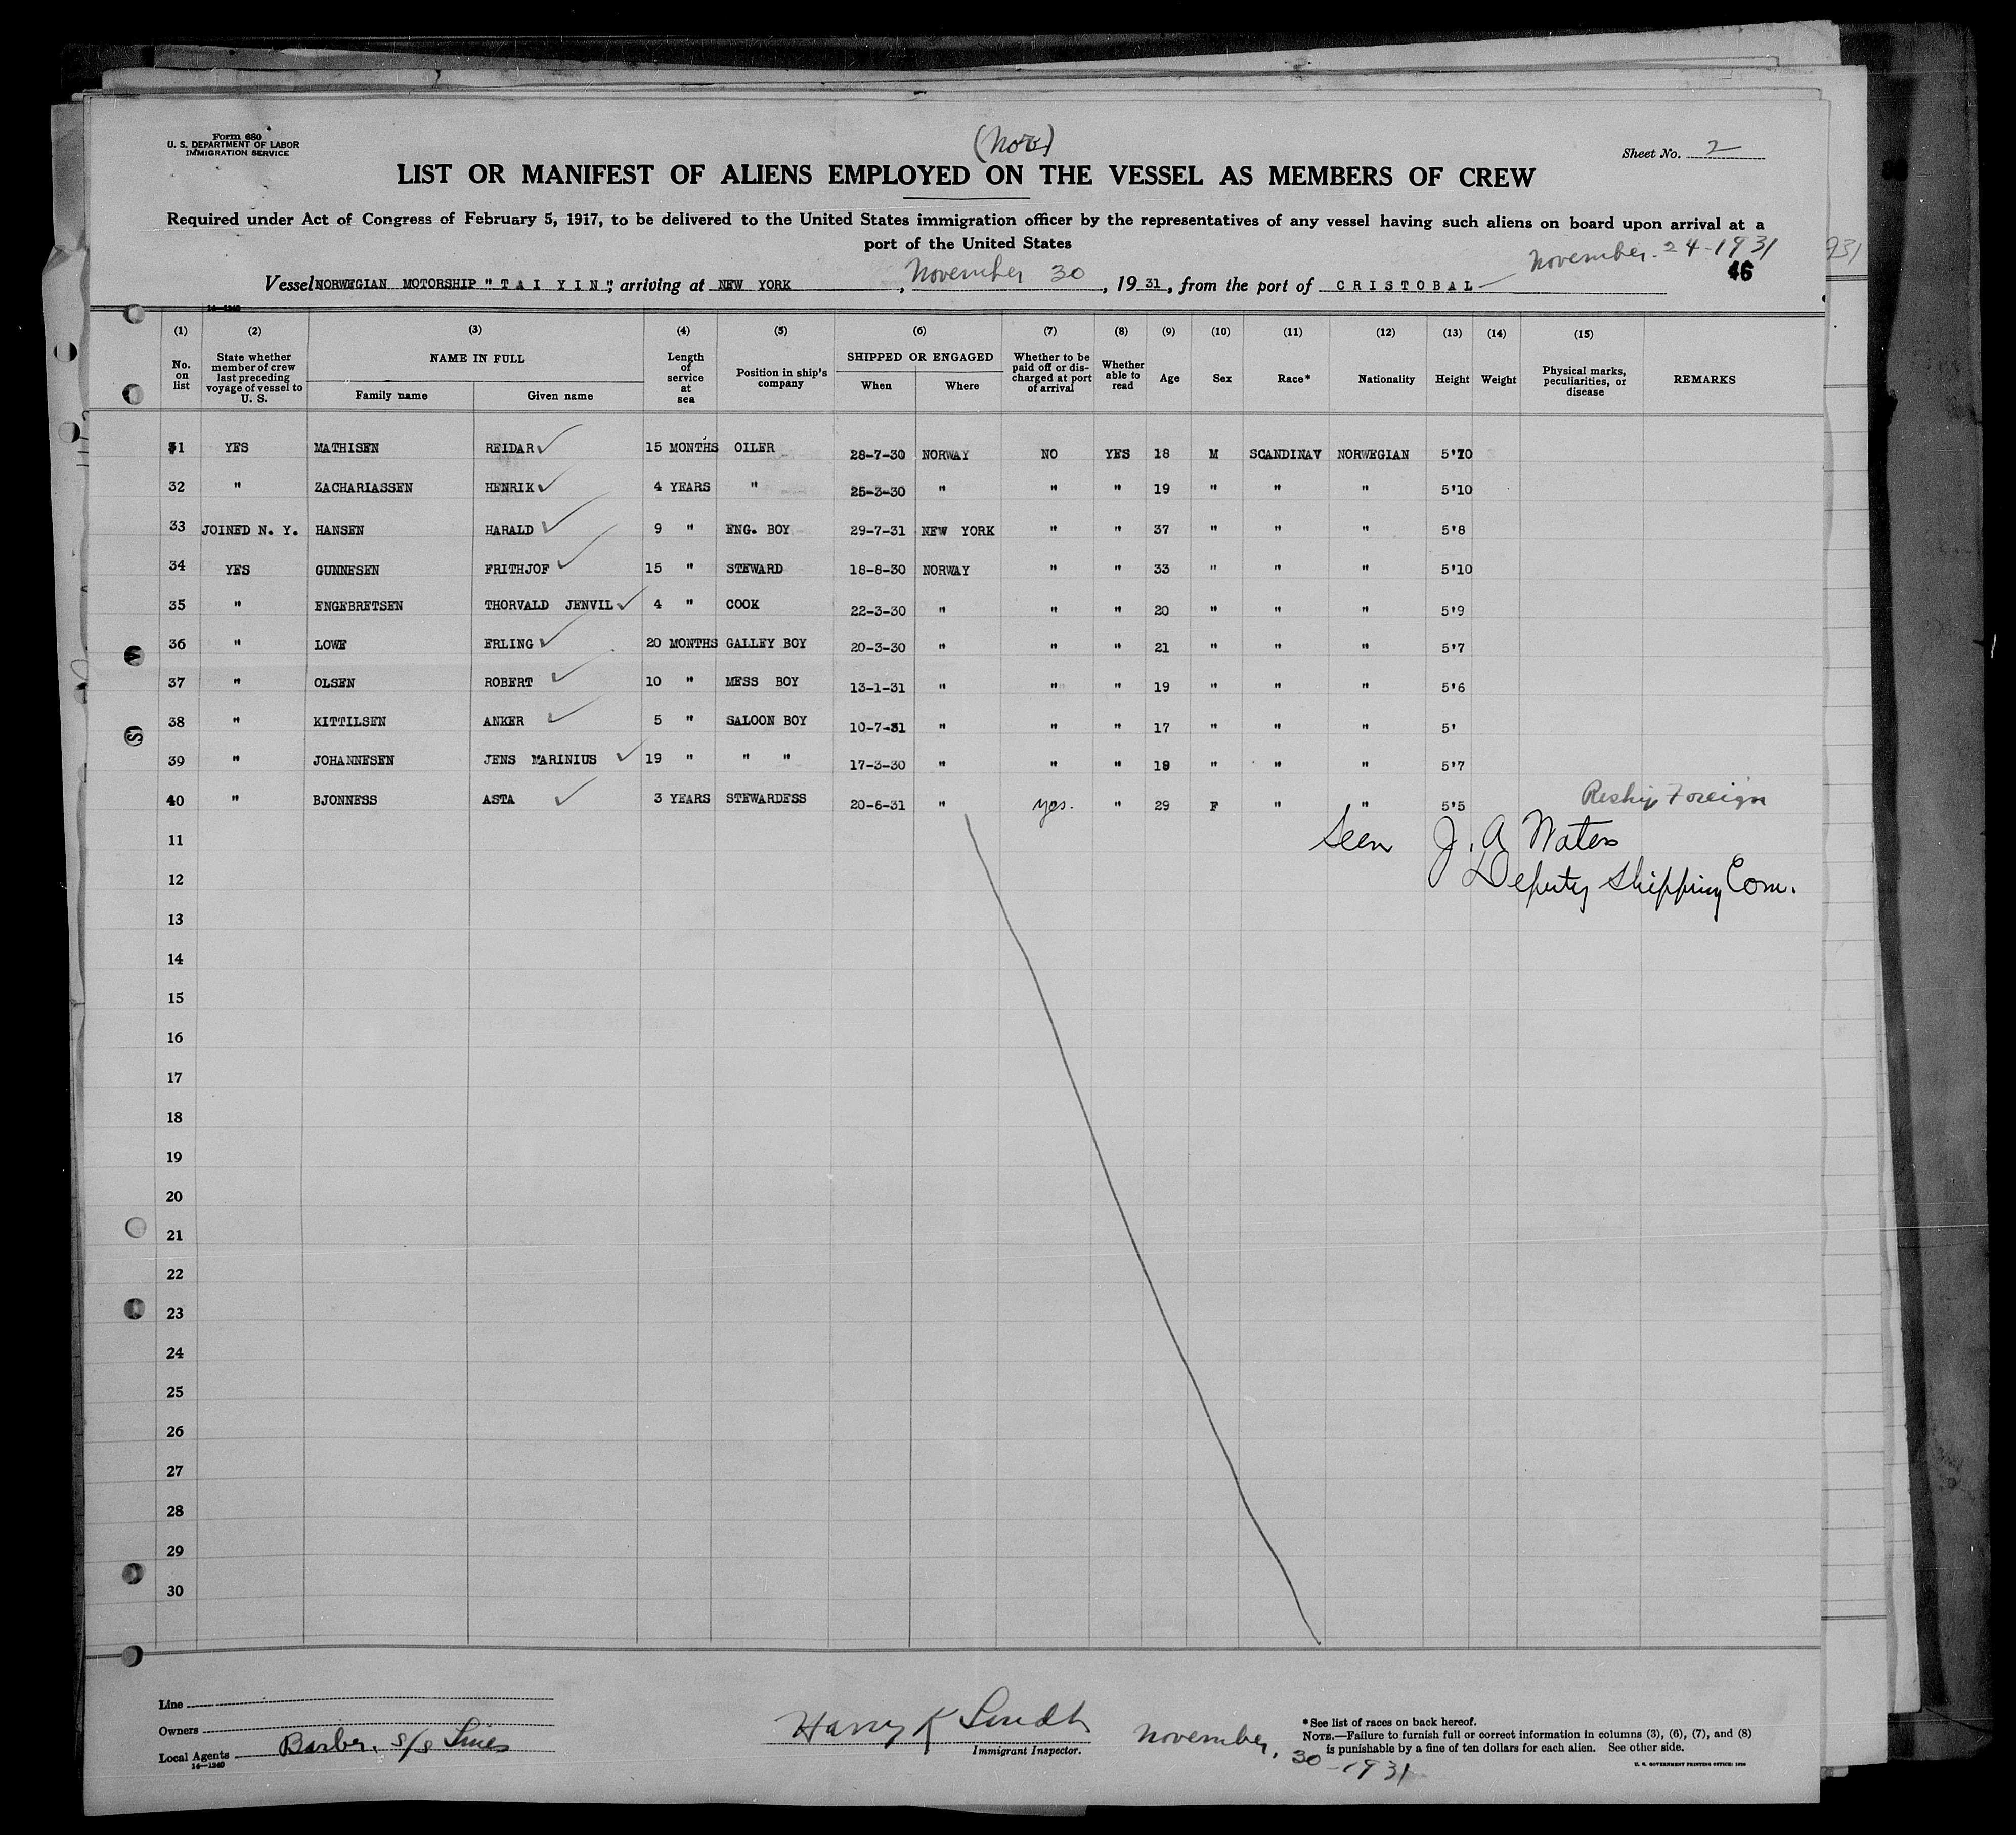 Form 680
U. S. DEPARTMENT OF LABOR
IMMIGRATION SERVICE
(Nor)
Sheet No. 2
LIST OR MANIFEST OF ALIENS EMPLOYED ON THE VESSEL AS MEMBERS OF CREW
Required under Act of Congress of February 5, 1917, to be delivered to the United States immigration officer by the representatives of any vessel having such aliens on board upon arrival at a
port of the United States
November 24-1931
931
46
Vessel NORWEGIAN MOTORSHIP "T A I Y I N", arriving at NEW YORK, November 30, 1931, from the port of CRISTOBAL
14-1240
(1) (2) (3) (4) (5) (6) (7) (8) (9) (10) (11) (12) (13) (14) (15)
No. on list State whether member of crew last preceding voyage of vessel to U. S. NAME IN FULL Family name Given name Length of service at sea Position in ship's company SHIPPED OR ENGAGED When Where Whether to be paid off or discharged at port of arrival Whether able to read Age Sex Race* Nationality Height Weight Physical marks, peculiarities, or disease REMARKS
31 YES MATHISEN REIDAR 15 MONTHS OILER 28-7-30 NORWAY NO YES 18 M SCANDINAV NORWEGIAN 5'10
32 " ZACHARIASSEN HENRIK 4 YEARS " 25-3-30 " " " 19 " " " 5'10
33 JOINED N. Y. HANSEN HARALD 9 " ENG. BOY 29-7-31 NEW YORK " " 37 " " " 5'8
34 YES GUNNESEN FRITHJOF 15 " STEWARD 18-8-30 NORWAY " " 33 " " " 5'10
35 " ENGEBRETSEN THORVALD JENVIL 4 " COOK 22-3-30 " " " 20 " " " 5'9
36 " LOWE ERLING 20 MONTHS GALLEY BOY 20-3-30 " " " 21 " " " 5'7
37 " OLSEN ROBERT 10 " MESS BOY 13-1-31 " " " 19 " " " 5'6
38 " KITTILSEN ANKER 5 " SALOON BOY 10-7-31 " " " 17 " " " 5'
39 " JOHANNESEN JENS MARINIUS 19 " " " 17-3-30 " " " 19 " " " 5'7
40 " BJONNESS ASTA 3 YEARS STEWARDESS 20-6-31 " yes. " 29 F " " 5'5 Reship Foreign
11 Seen J. A Waters
12 Deputy Shipping Com.
13
14
15
16
17
18
19
20
21
22
23
24
25
26
27
28
29
30
Line
Owners
Local Agents Barber s/s Lines
14-1240
Harry K
Immigrant Inspector.
November, 30-1931
*See list of races on back hereof.
NOTE.—Failure to furnish full or correct information in columns (3), (6), (7), and (8)
is punishable by a fine of ten dollars for each alien. See other side.